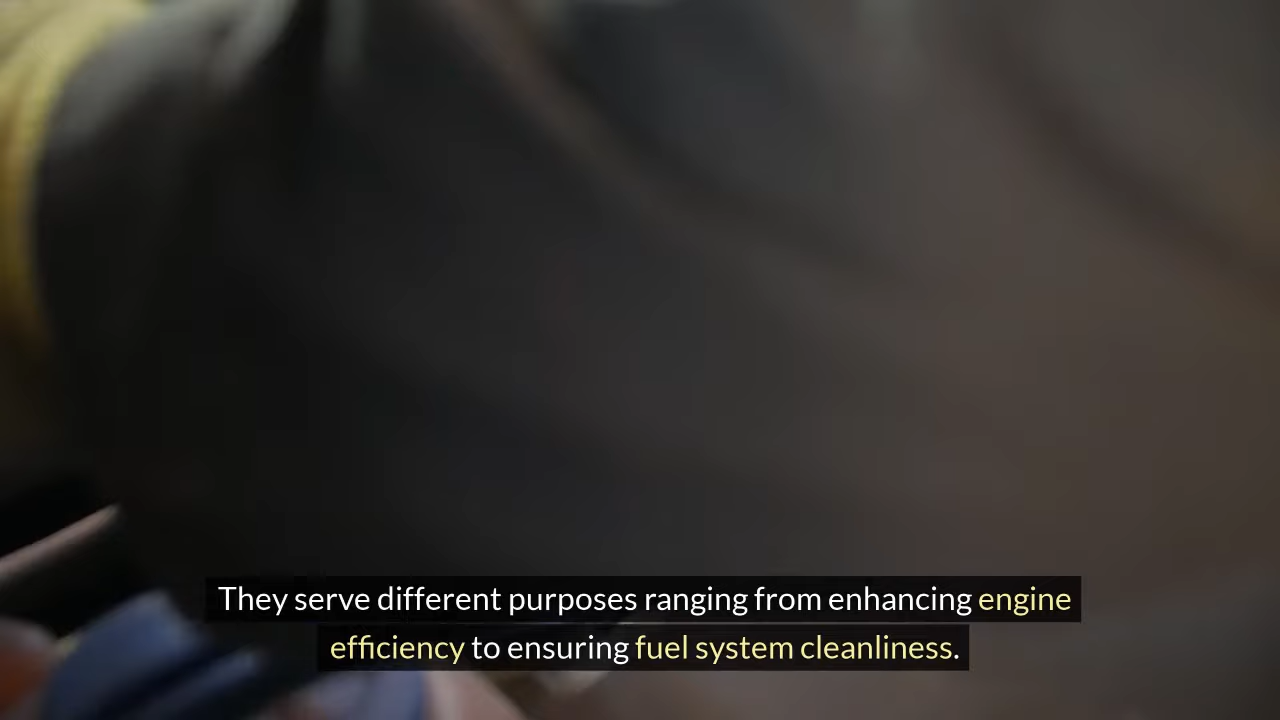 They serve different purposes ranging from enhancing engine
efficiency to ensuring fuel system cleanliness.